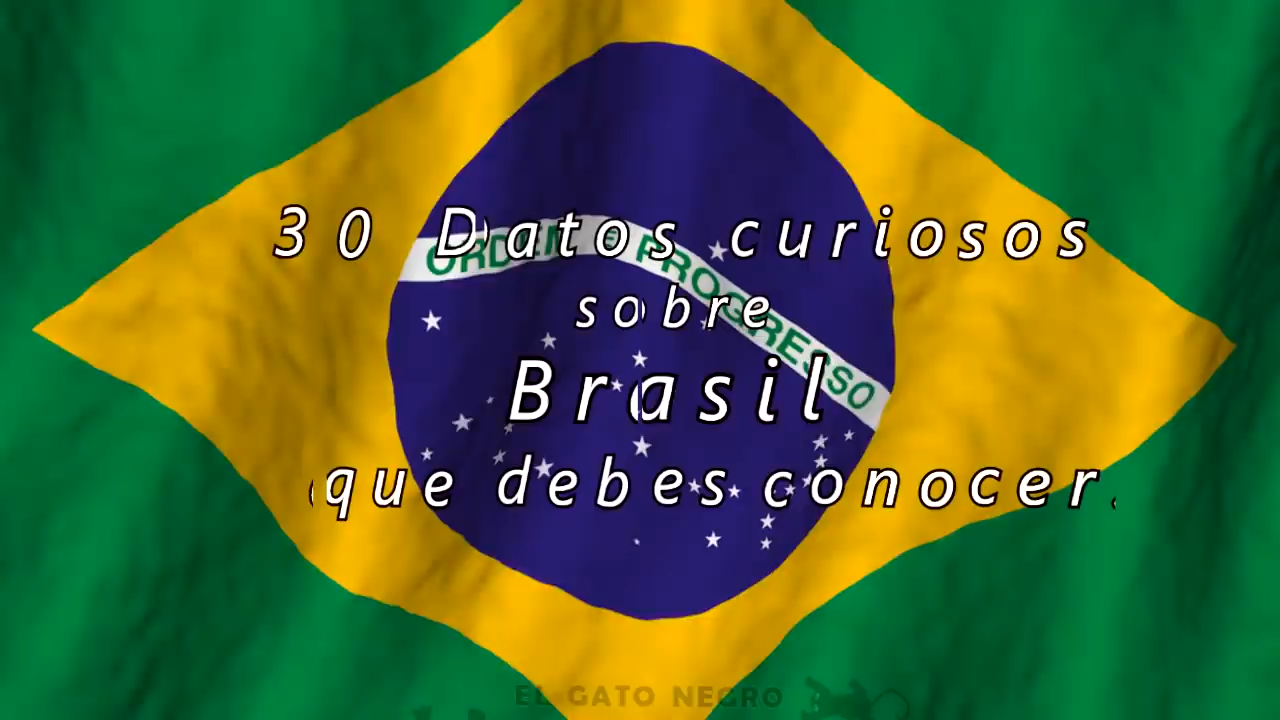 30 Datos curiosos
ORDEM E PROGRESSO
sobre
Brasil
que debes conocer.
EL GATO NEGRO